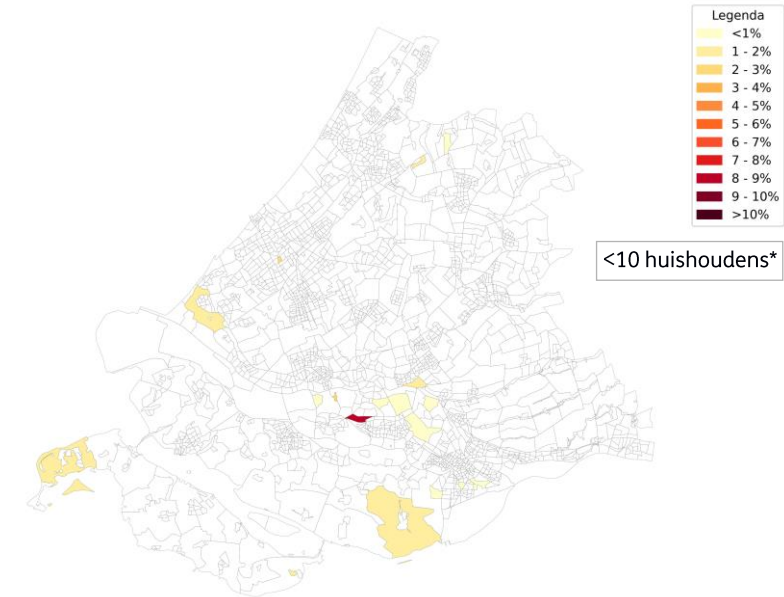 Legenda
<1%
1 - 2%
2 - 3%
3 - 4%
4 - 5%
5 - 6%
6 - 7%
7 - 8%
8 - 9%
9 - 10%
>10%
<10 huishoudens*